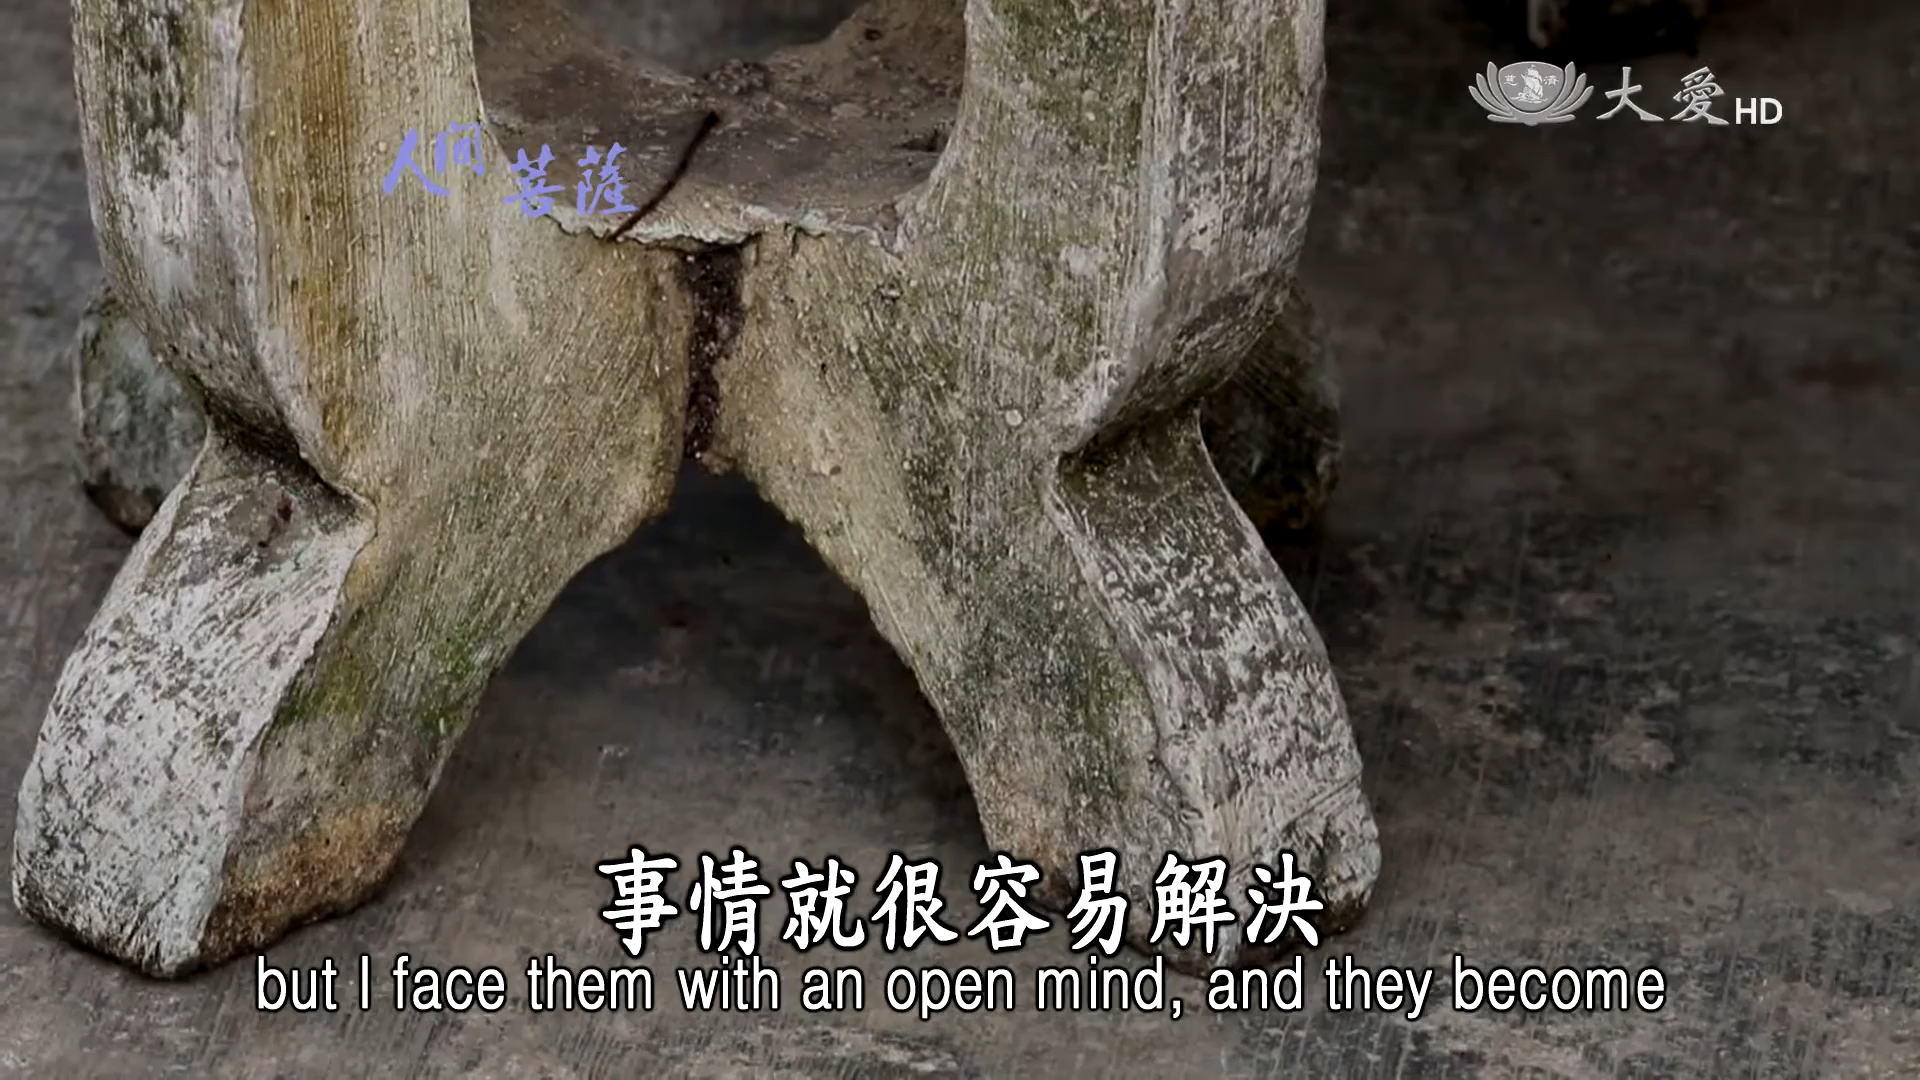 大愛HD
人間
菩薩
事情就很容易解決
but I face them with an open mind, and they become